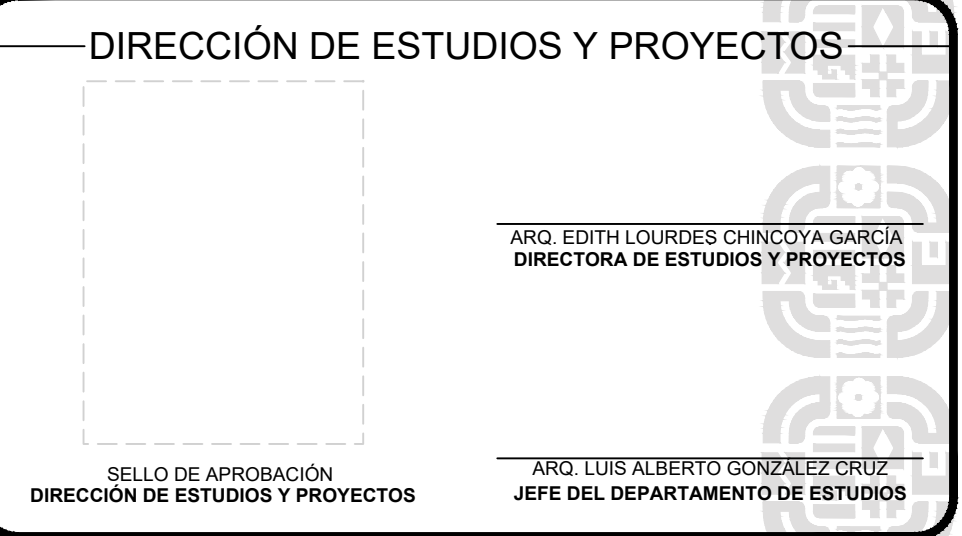 DIRECCIÓN DE ESTUDIOS Y PROYECTOS
ARQ. EDITH LOURDES CHINCOYA GARCÍA
DIRECTORA DE ESTUDIOS Y PROYECTOS
SELLO DE APROBACIÓN
DIRECCIÓN DE ESTUDIOS Y PROYECTOS
ARQ. LUIS ALBERTO GONZÁLEZ CRUZ
JEFE DEL DEPARTAMENTO DE ESTUDIOS